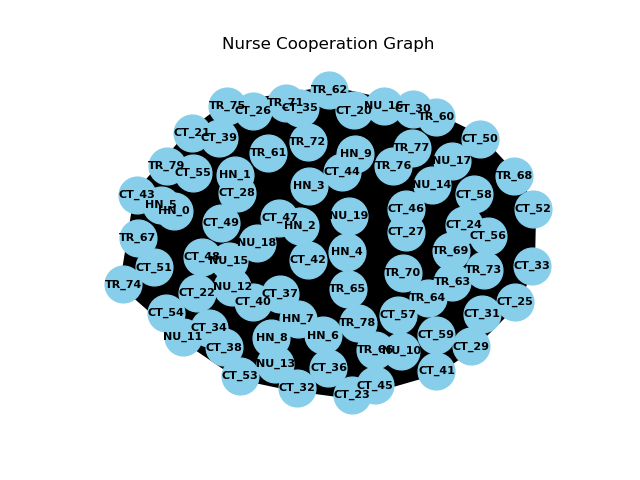 Nurse Cooperation Graph
TR_62
TR_71
CT_35
TR_75
CT_26
CT_20
NU_16
CT_30
TR_60
CT_21
CT_39
TR_72
CT_50
TR_61
HN_9
TR_77
TR_79
CT_55
HN_1
CT_44
TR_76
NU_17
TR_68
CT_43
CT_28
HN_3
NU_14
CT_58
HN_5
HN_0
CT_49
CT_47
HN_2
NU_19
CT_46
CT_52
TR_67
NU_18
CT_27
CT_24
CT_56
CT_51
CT_48
NU_15
CT_42
HN_4
TR_69
CT_33
TR_74
CT_22
NU_12
CT_40
CT_37
TR_65
TR_70
TR_63
TR_73
CT_54
TR_64
CT_25
NU_11
CT_34
HN_7
TR_78
CT_57
CT_31
CT_38
HN_8
HN_6
CT_59
CT_29
NU_13
CT_36
TR_66
NU_10
CT_53
CT_32
CT_23
CT_45
CT_41